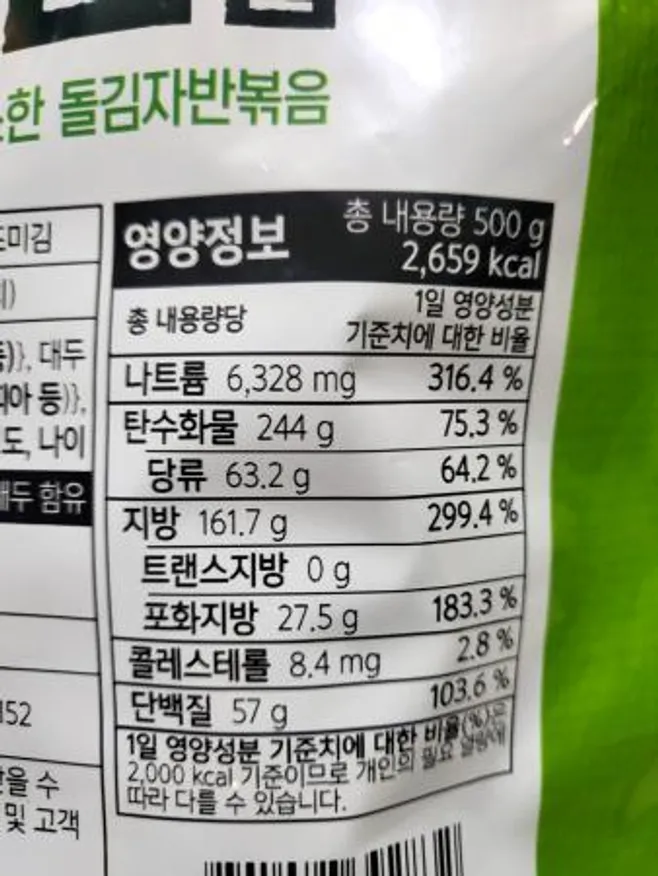 한 돌김자반볶음
조미김
영양정보
총 내용량 500 g
2,659 kcal
총 내용량당
1일 영양성분
기준치에 대한 비율
등)}, 대두
피아 등)},
도, 나이
대두 함유
나트륨 6,328 mg 316.4 %
탄수화물 244 g 75.3 %
당류 63.2 g 64.2 %
지방 161.7 g 299.4 %
트랜스지방 0 g
포화지방 27.5 g 183.3 %
콜레스테롤 8.4 mg 2.8 %
단백질 57 g 103.6 %
1일 영양성분 기준치에 대한 비율(%)은
2,000 kcal 기준이므로 개인의 필요 열량에
따라 다를 수 있습니다.
152
받을 수
및 고객